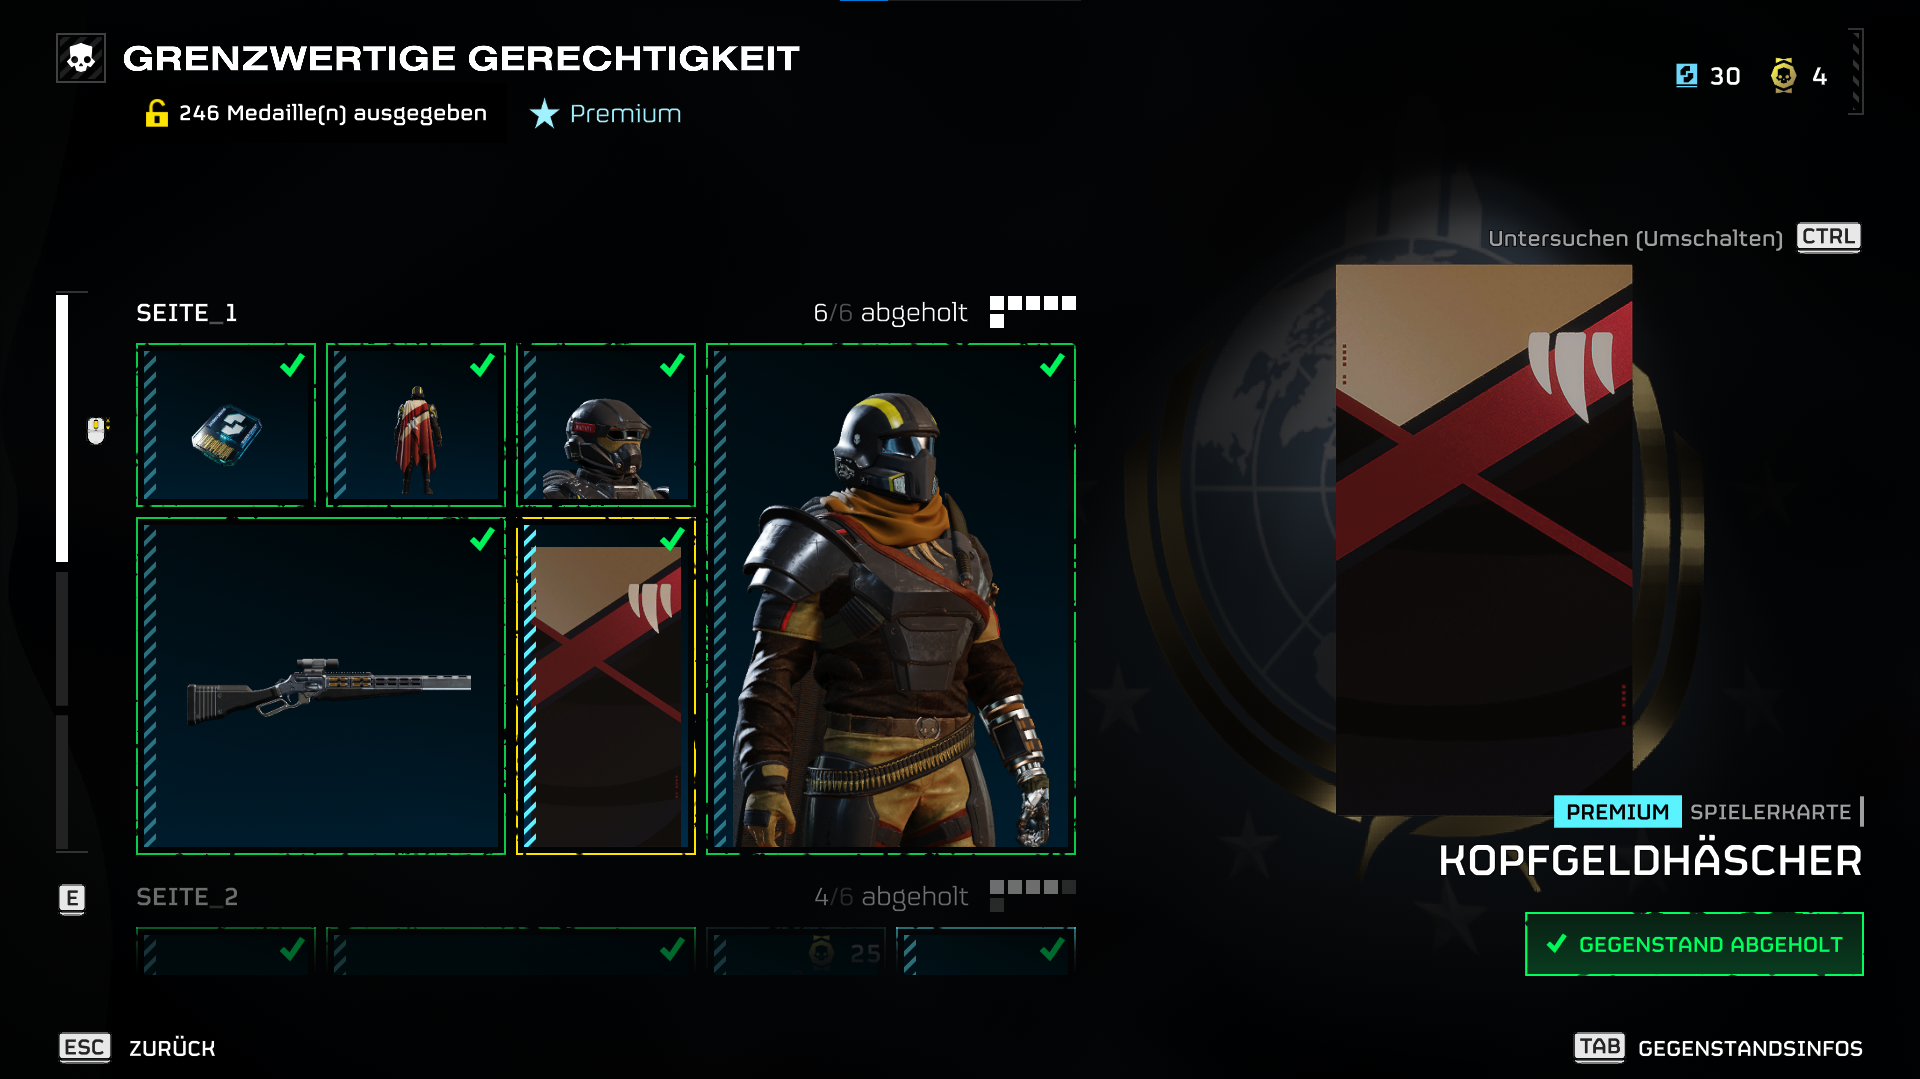 GRENZWERTIGE GERECHTIGKEIT
246 Medaille(n) ausgegeben
Premium
30
4
Untersuchen (Umschalten) CTRL
SEITE_1
6/6 abgeholt
E
SEITE_2
4/6 abgeholt
25
PREMIUM SPIELERKARTE
KOPFGELDHÄSCHER
GEGENSTAND ABGEHOLT
ESC ZURÜCK
TAB GEGENSTANDSINFOS